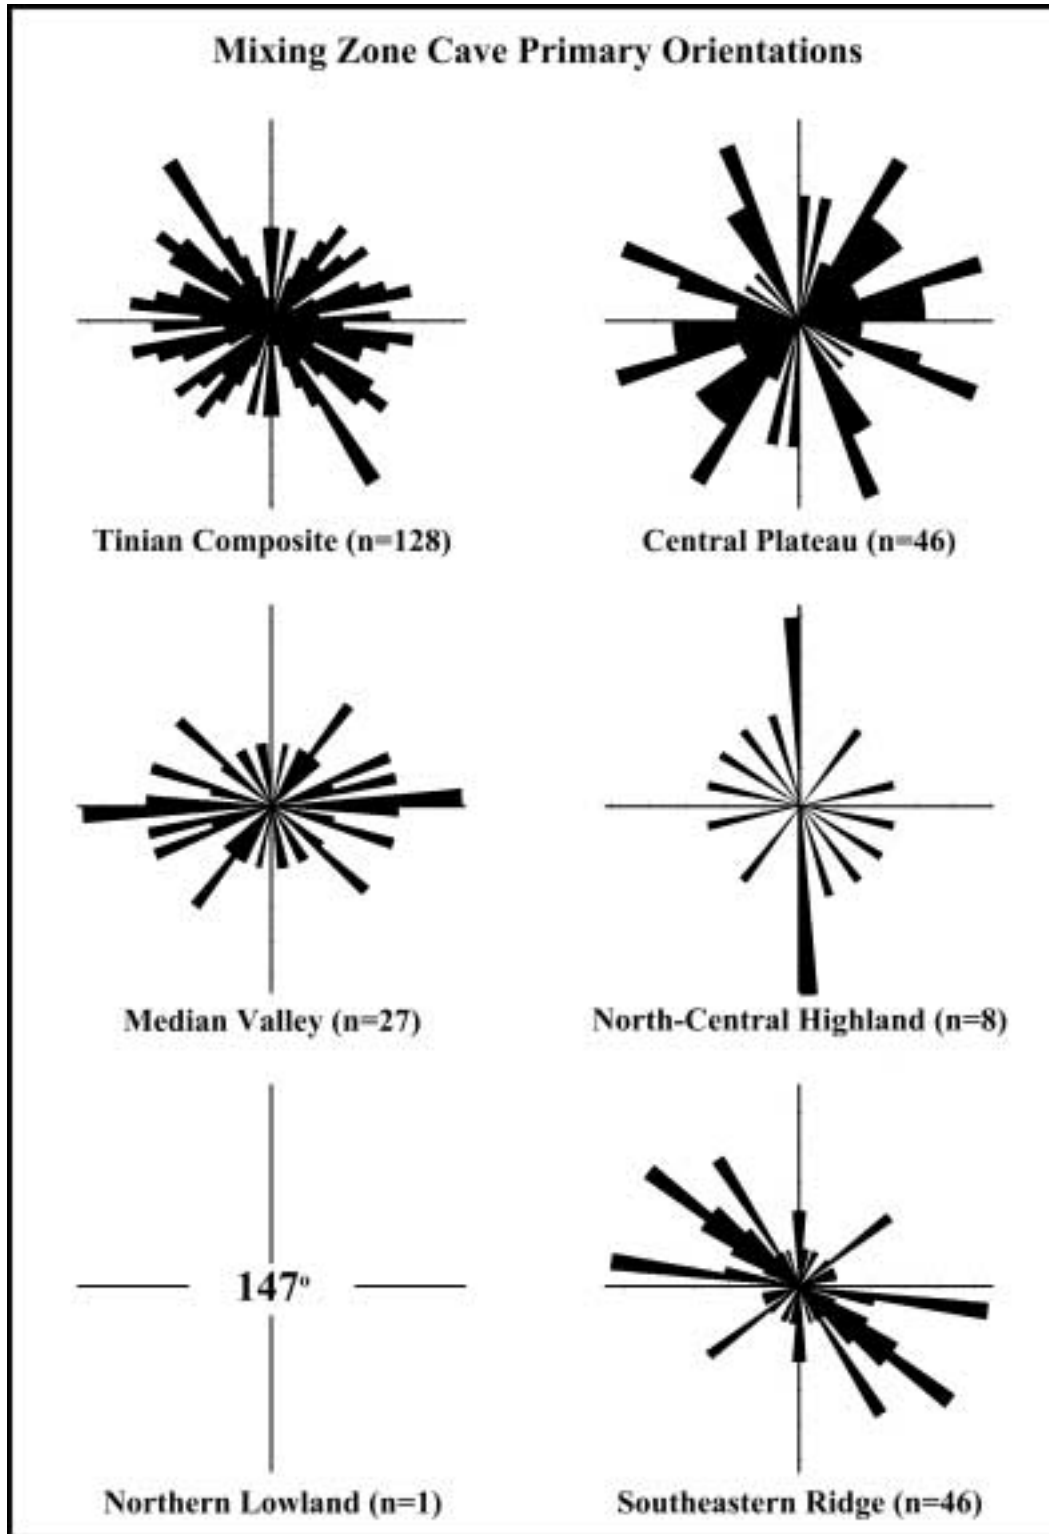 Mixing Zone Cave Primary Orientations
Tinian Composite (n=128)
Central Plateau (n=46)
Median Valley (n=27)
North-Central Highland (n=8)
147°
Northern Lowland (n=1)
Southeastern Ridge (n=46)